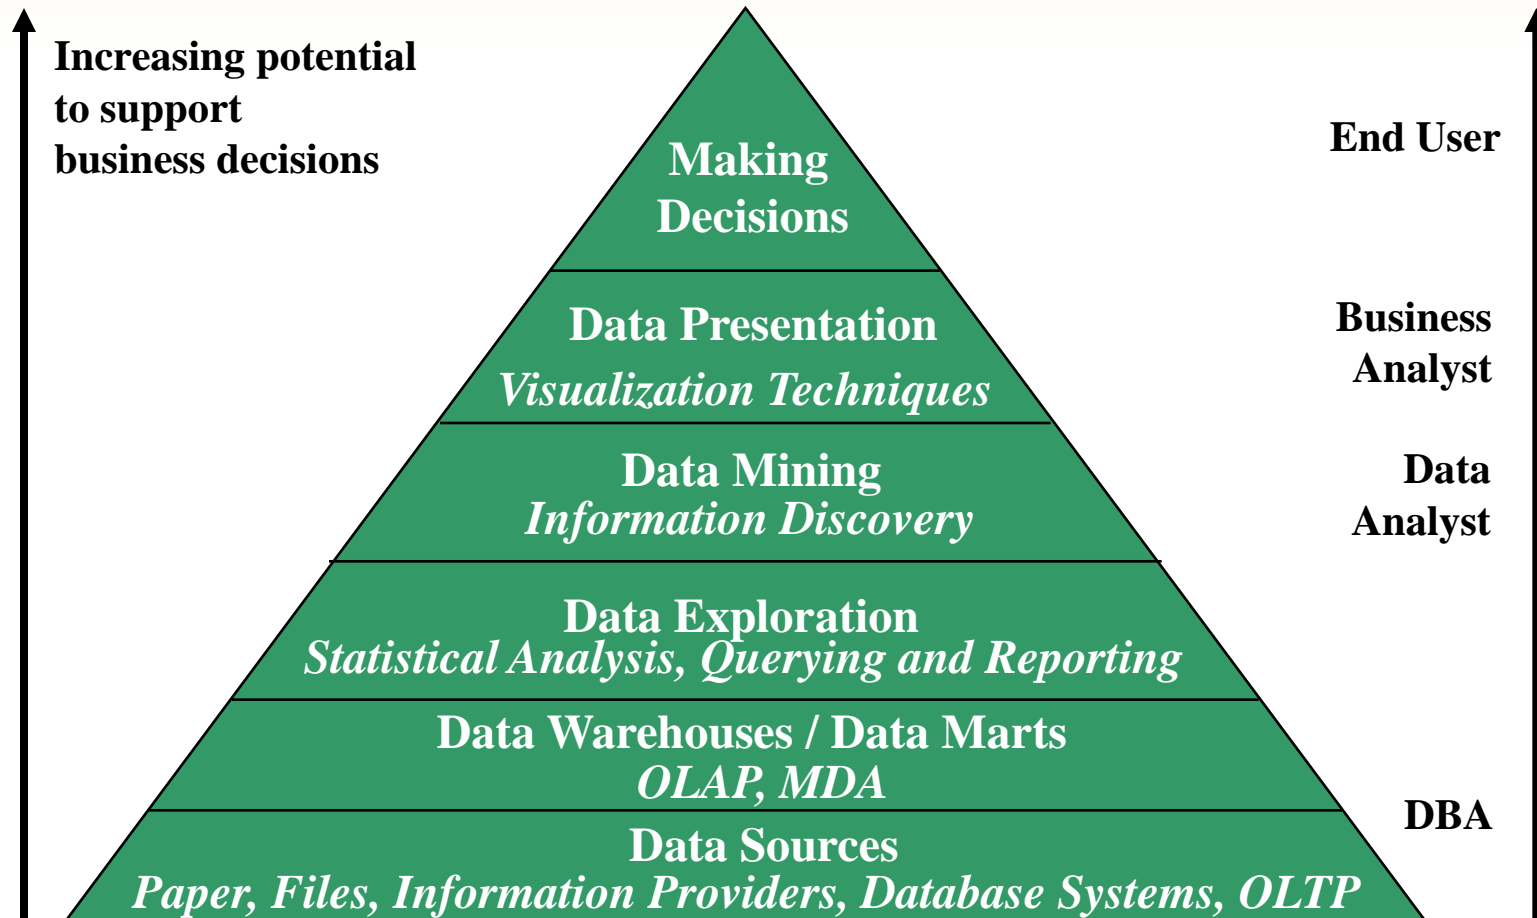 Increasing potential
to support
business decisions
End User
Making
Decisions
Business
Analyst
Data Presentation
Visualization Techniques
Data
Analyst
Data Mining
Information Discovery
Data Exploration
Statistical Analysis, Querying and Reporting
Data Warehouses / Data Marts
OLAP, MDA
DBA
Data Sources
Paper, Files, Information Providers, Database Systems, OLTP